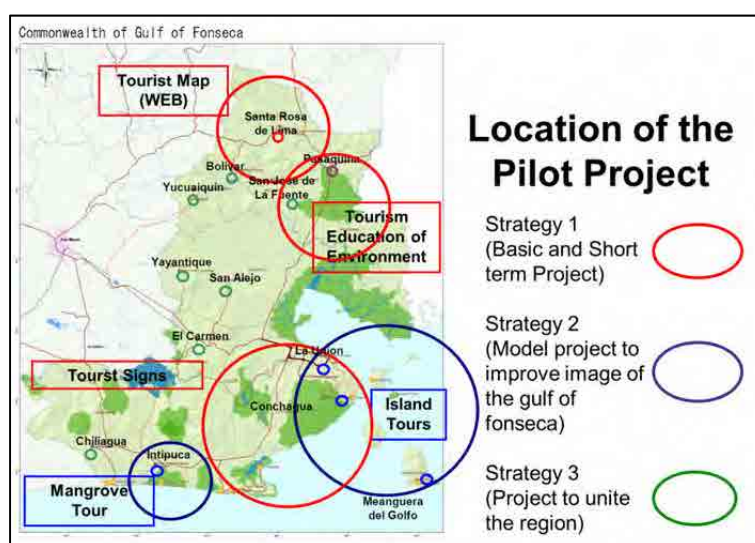 Commonwealth of Gulf of Fonseca
Tourist Map
(WEB)
Santa Rosa
de Lima
Pasaquina
Bolivar
Yucuaiquin
San Jose de
La Fuente
Tourism
Education of
Environment
Yayantique
San Alejo
El Carmen
La Union
Tourst Signs
Conchagua
Island
Tours
Chiliagua
Intipuca
Mangrove
Tour
Meanguera
del Golfo
Location of the
Pilot Project
Strategy 1
(Basic and Short
term Project)
Strategy 2
(Model project to
improve image of
the gulf of
fonseca)
Strategy 3
(Project to unite
the region)